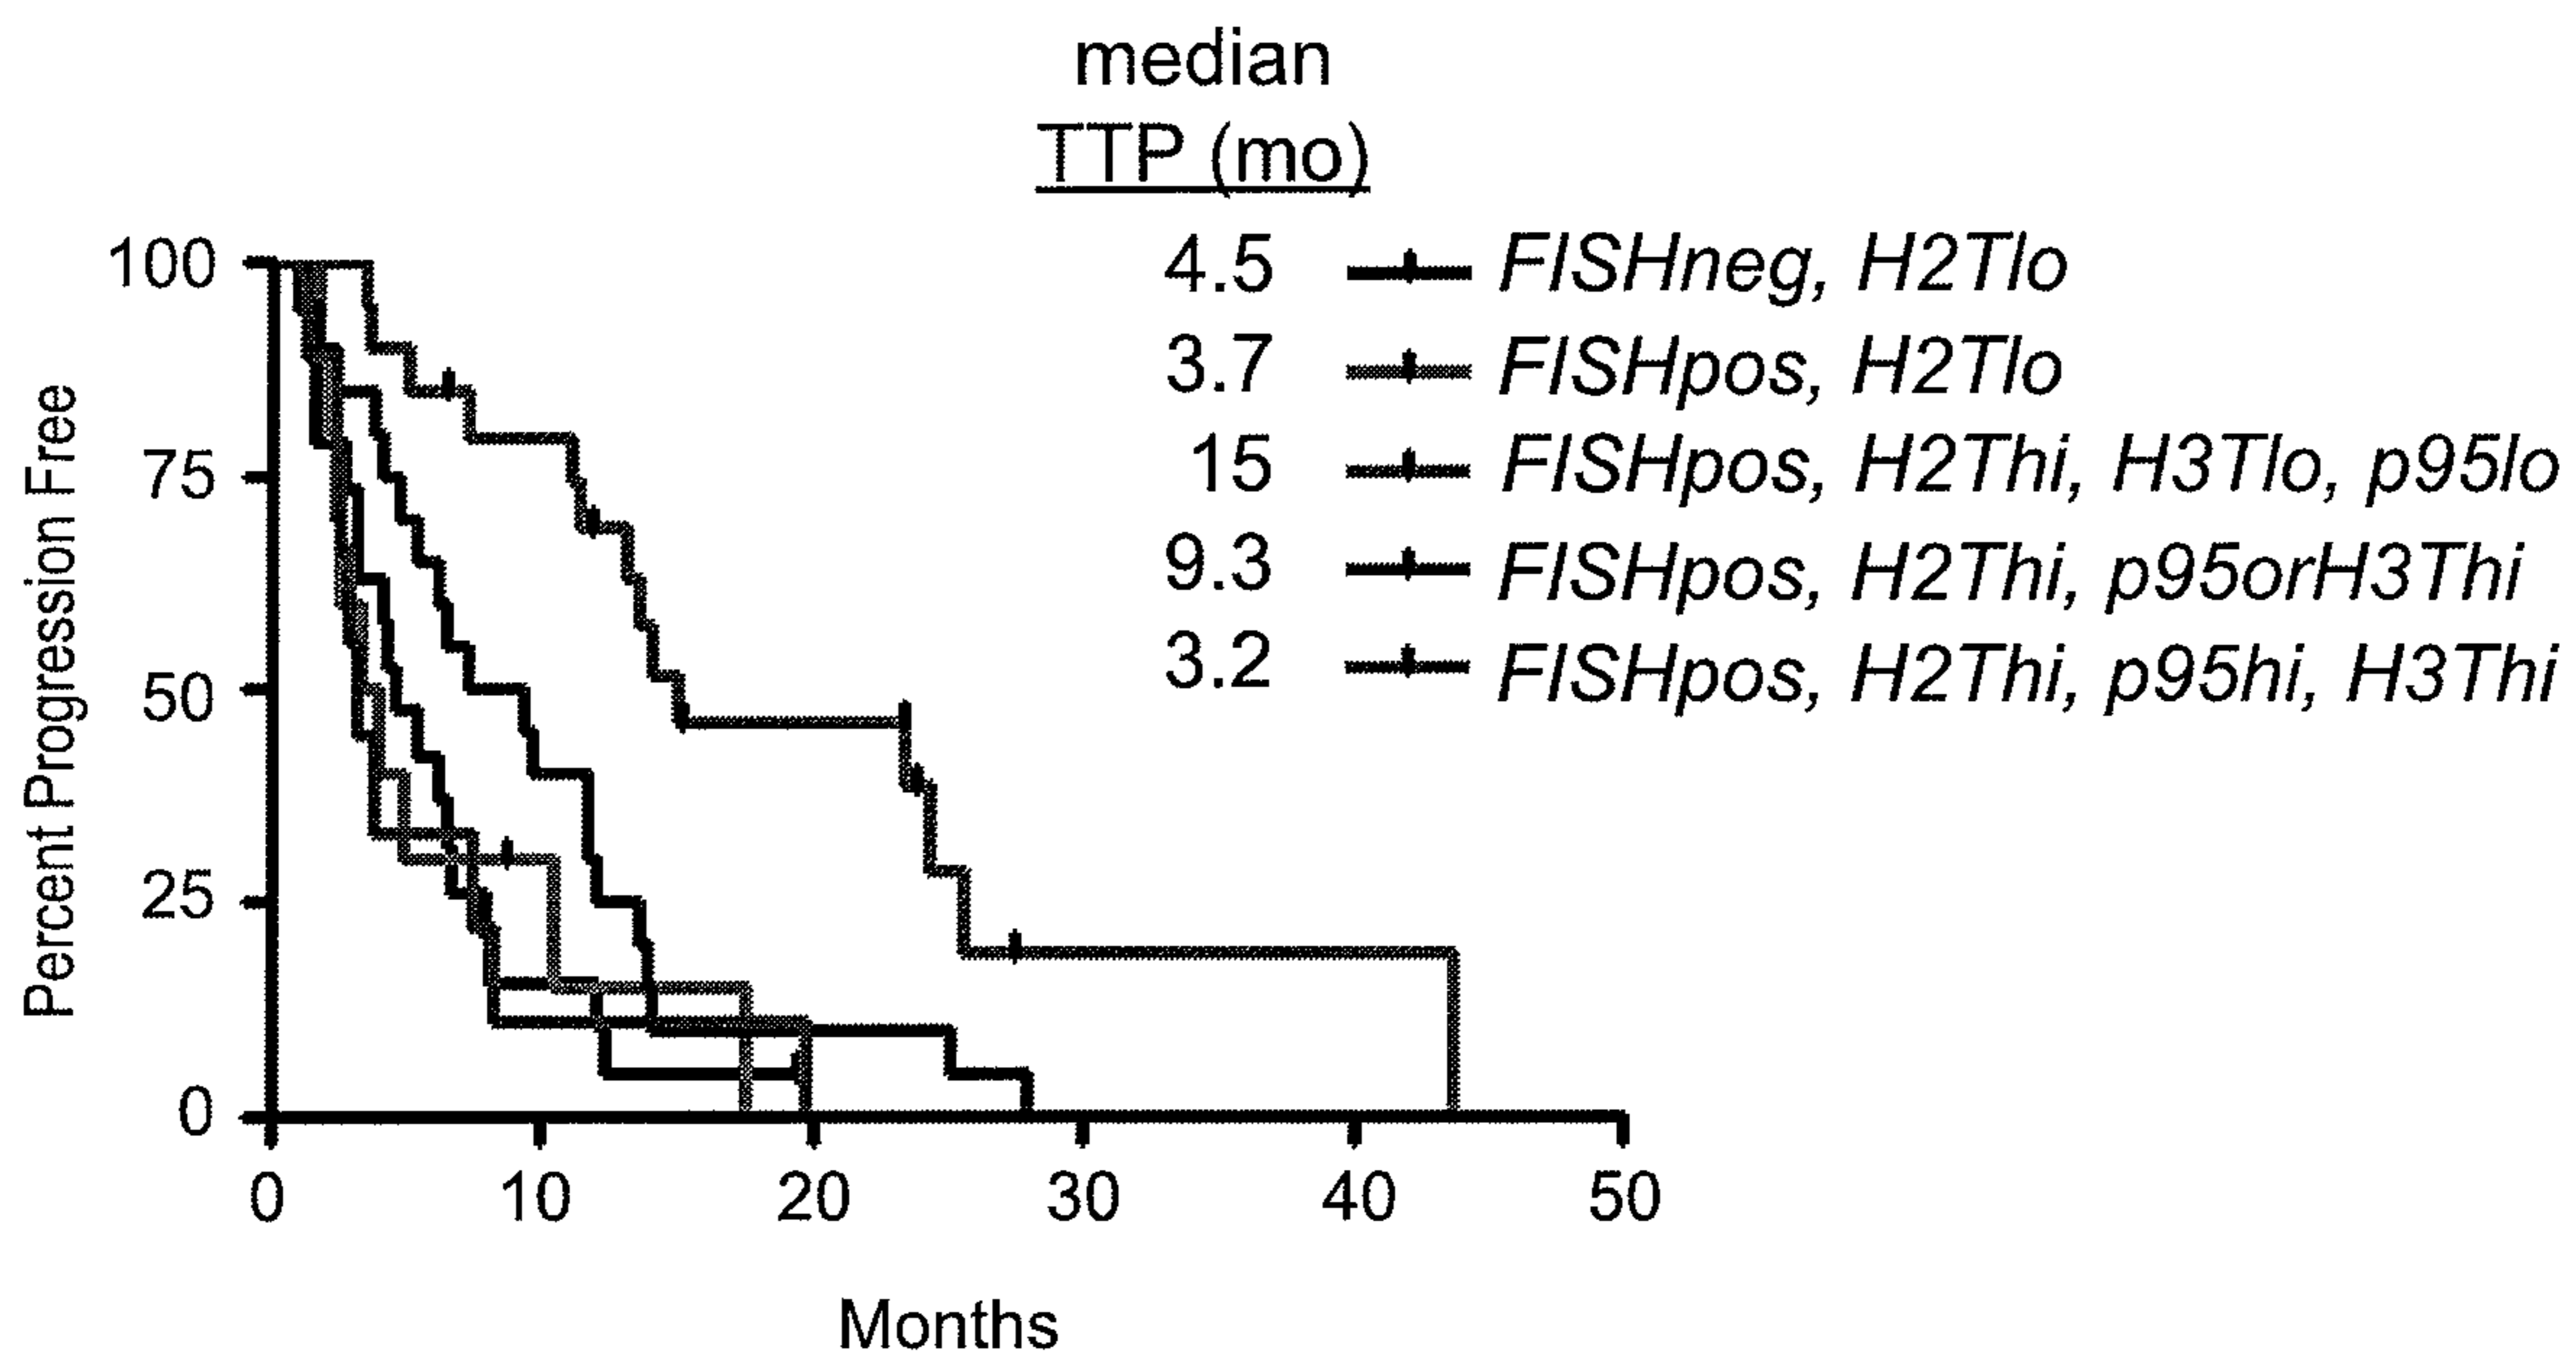 median
TTP (mo)
4.5 FISHneg, H2Tlo
3.7 FISHpos, H2Tlo
15 FISHpos, H2Thi, H3Tlo, p95lo
9.3 FISHpos, H2Thi, p95orH3Thi
3.2 FISHpos, H2Thi, p95hi, H3Thi
Percent Progression Free
100
75
50
25
0
0 10 20 30 40 50
Months